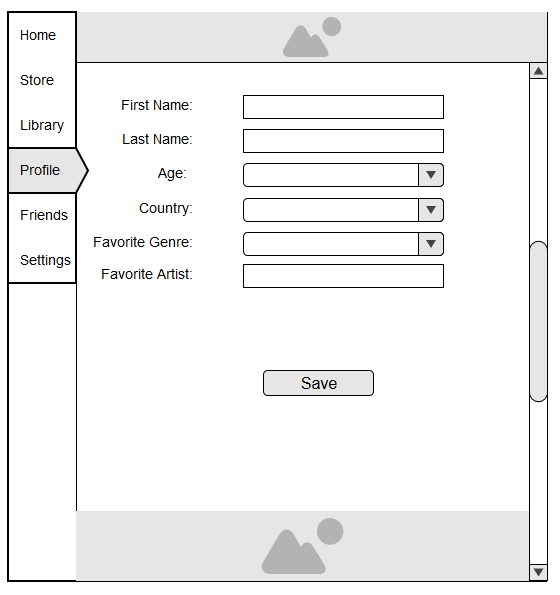 Home
Store
Library
Profile
Friends
Settings
First Name:
Last Name:
Age:
Country:
Favorite Genre:
Favorite Artist:
Save